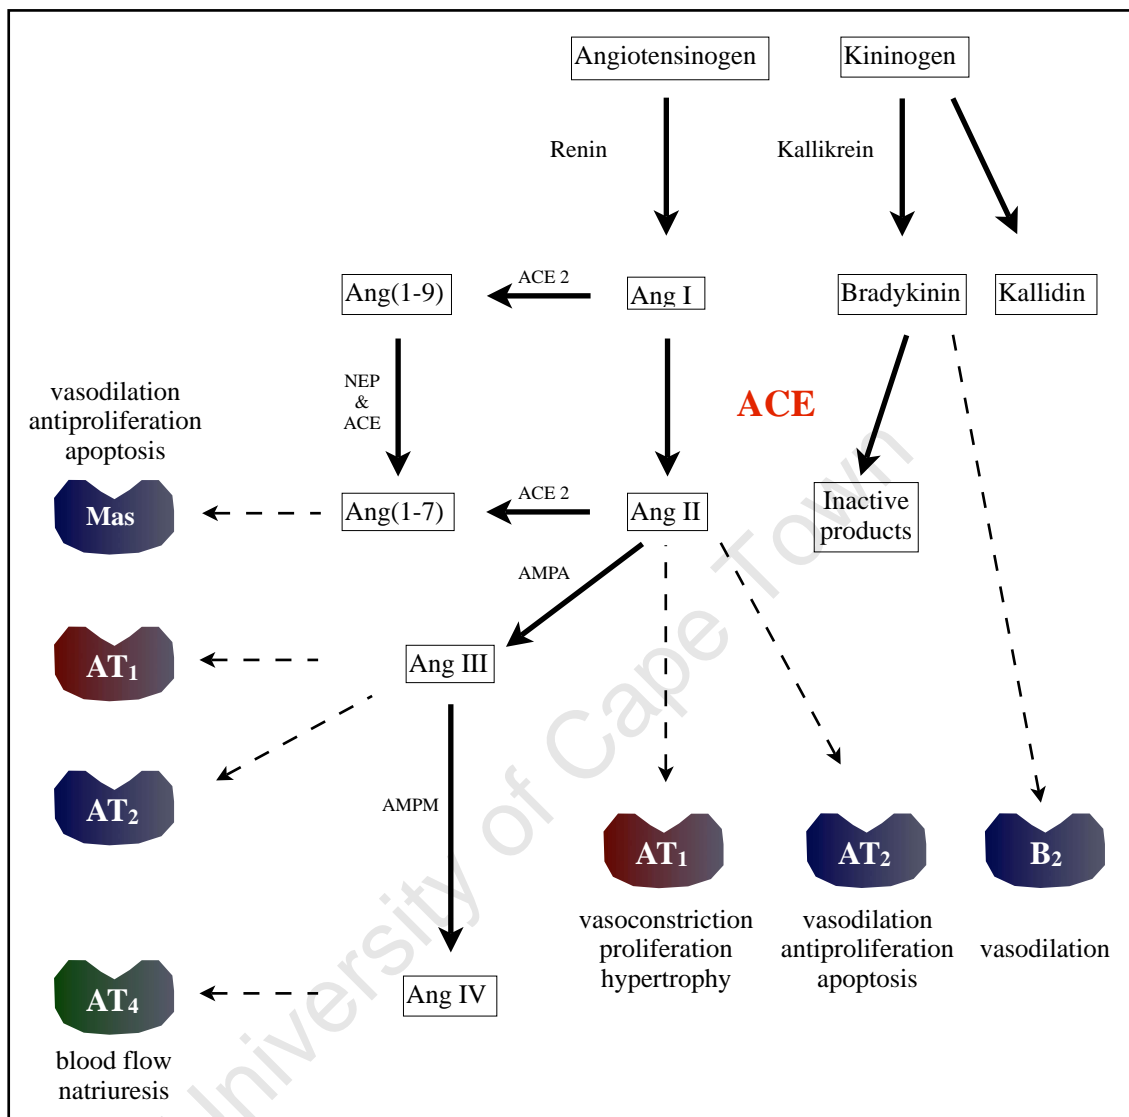 Angiotensinogen
Kininogen
Renin
Kallikrein
Ang(1-9)
ACE 2
Ang I
Bradykinin
Kallidin
NEP
&
ACE
ACE
vasodilation
antiproliferation
apoptosis
Mas
Ang(1-7)
ACE 2
Ang II
Inactive
products
AMPA
AT1
Ang III
AT2
AMPM
AT1
AT2
B2
vasoconstriction
proliferation
hypertrophy
vasodilation
antiproliferation
apoptosis
vasodilation
AT4
Ang IV
blood flow
natriuresis
University of Cape Town